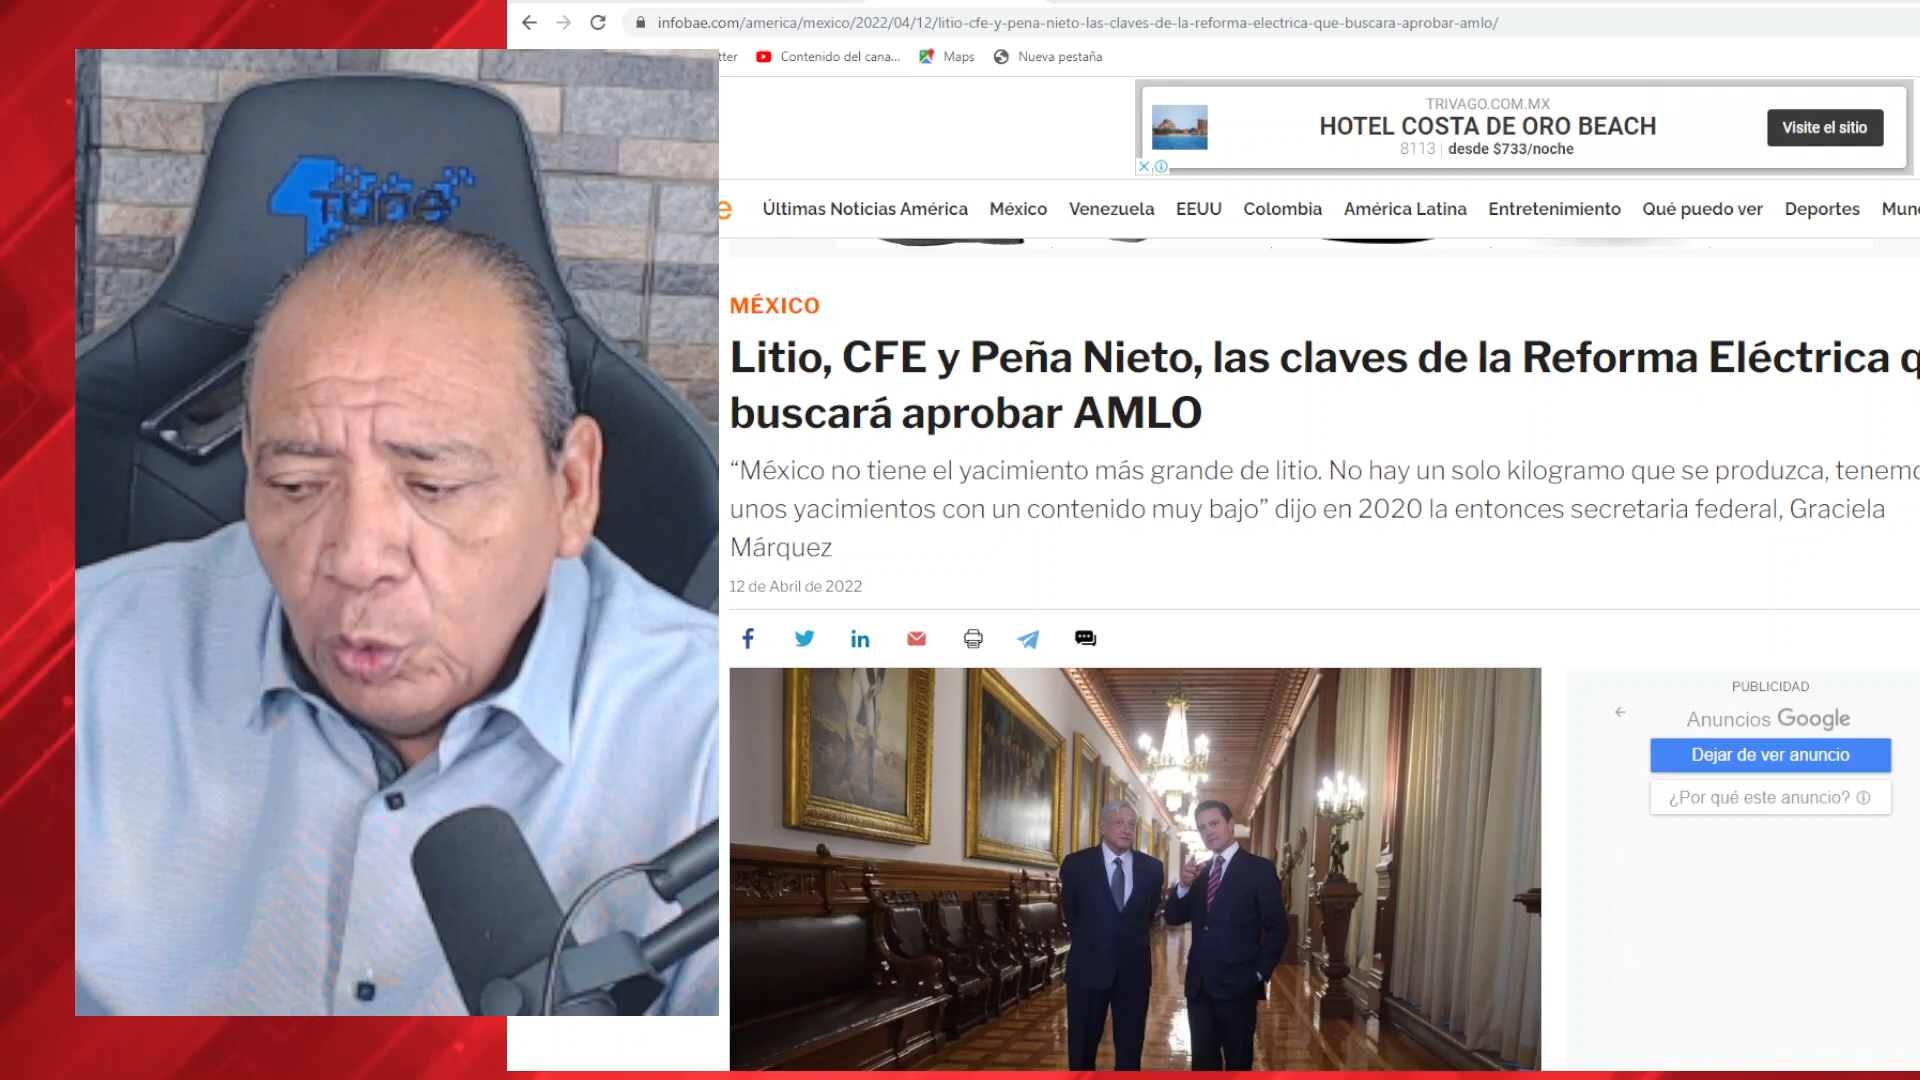 infobae.com/america/mexico/2022/04/12/litio-cfe-y-pena-nieto-las-claves-de-la-reforma-electrica-que-buscara-aprobar-amlo/
tter Contenido del cana... Maps Nueva pestaña
TRIVAGO.COM.MX
HOTEL COSTA DE ORO BEACH
8113 | desde $733/noche
Visite el sitio
e Últimas Noticias América México Venezuela EEUU Colombia América Latina Entretenimiento Qué puedo ver Deportes Mun
MÉXICO
Litio, CFE y Peña Nieto, las claves de la Reforma Eléctrica q
buscará aprobar AMLO
“México no tiene el yacimiento más grande de litio. No hay un solo kilogramo que se produzca, tenemo
unos yacimientos con un contenido muy bajo” dijo en 2020 la entonces secretaria federal, Graciela
Márquez
12 de Abril de 2022
PUBLICIDAD
Anuncios Google
Dejar de ver anuncio
¿Por qué este anuncio?
4Tube